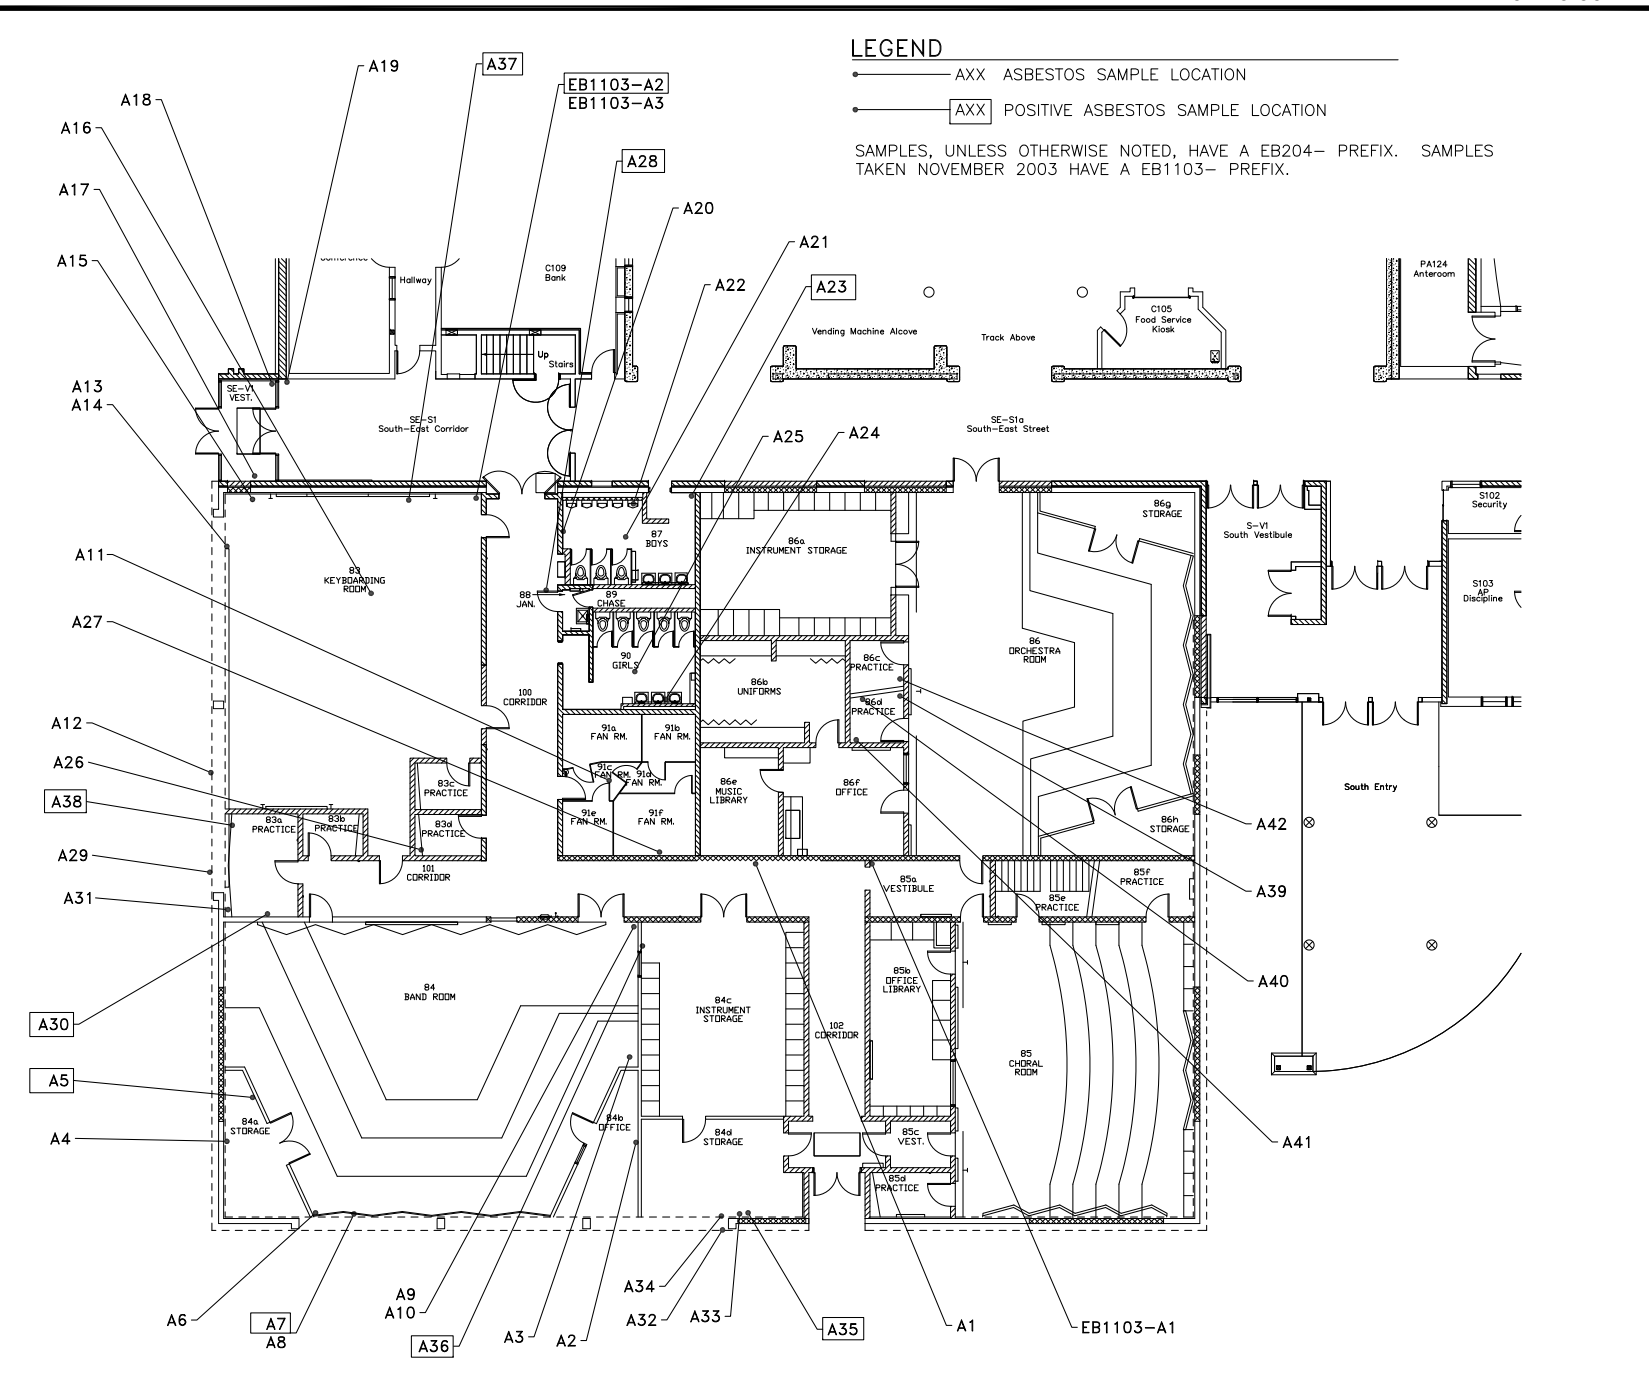 LEGEND
AXX ASBESTOS SAMPLE LOCATION
AXX POSITIVE ASBESTOS SAMPLE LOCATION
SAMPLES, UNLESS OTHERWISE NOTED, HAVE A EB204- PREFIX. SAMPLES
TAKEN NOVEMBER 2003 HAVE A EB1103- PREFIX.
A19
A37
EB1103-A2
EB1103-A3
A18
A16
A28
A17
A20
A15
A21
A22
A23
Hallway
C109
Bank
Up
Stairs
Vending Machine Alcove
Track Above
C105
Food Service
Kiosk
PA124
Anteroom
A13
A14
SE-V1
VEST.
SE-S1
South-East Corridor
SE-S1a
South-East Street
A25
A24
86g
STORAGE
S-V1
South Vestibule
S102
Security
87
BOYS
86a
INSTRUMENT STORAGE
A11
83
KEYBOARDING
ROOM
88
JAN.
89
CHASE
S103
AP
Discipline
A27
90
GIRLS
86
ORCHESTRA
ROOM
86c
PRACTICE
86b
UNIFORMS
100
CORRIDOR
86d
PRACTICE
A12
91a
FAN RM.
91b
FAN RM.
A26
91c
FAN RM.
91d
FAN RM.
83c
PRACTICE
86e
MUSIC
LIBRARY
86f
OFFICE
South Entry
A38
83a
PRACTICE
83b
PRACTICE
83d
PRACTICE
91e
FAN RM.
91f
FAN RM.
86h
STORAGE
A42
A29
101
CORRIDOR
85a
VESTIBULE
85f
PRACTICE
A31
85e
PRACTICE
A39
A30
84
BAND ROOM
84c
INSTRUMENT
STORAGE
85b
OFFICE
LIBRARY
A40
102
CORRIDOR
85
CHORAL
ROOM
A5
A4
84a
STORAGE
84b
OFFICE
84d
STORAGE
85c
VEST.
A41
85d
PRACTICE
A6
A7
A8
A9
A10
A36
A3
A2
A34
A32
A33
A35
A1
EB1103-A1